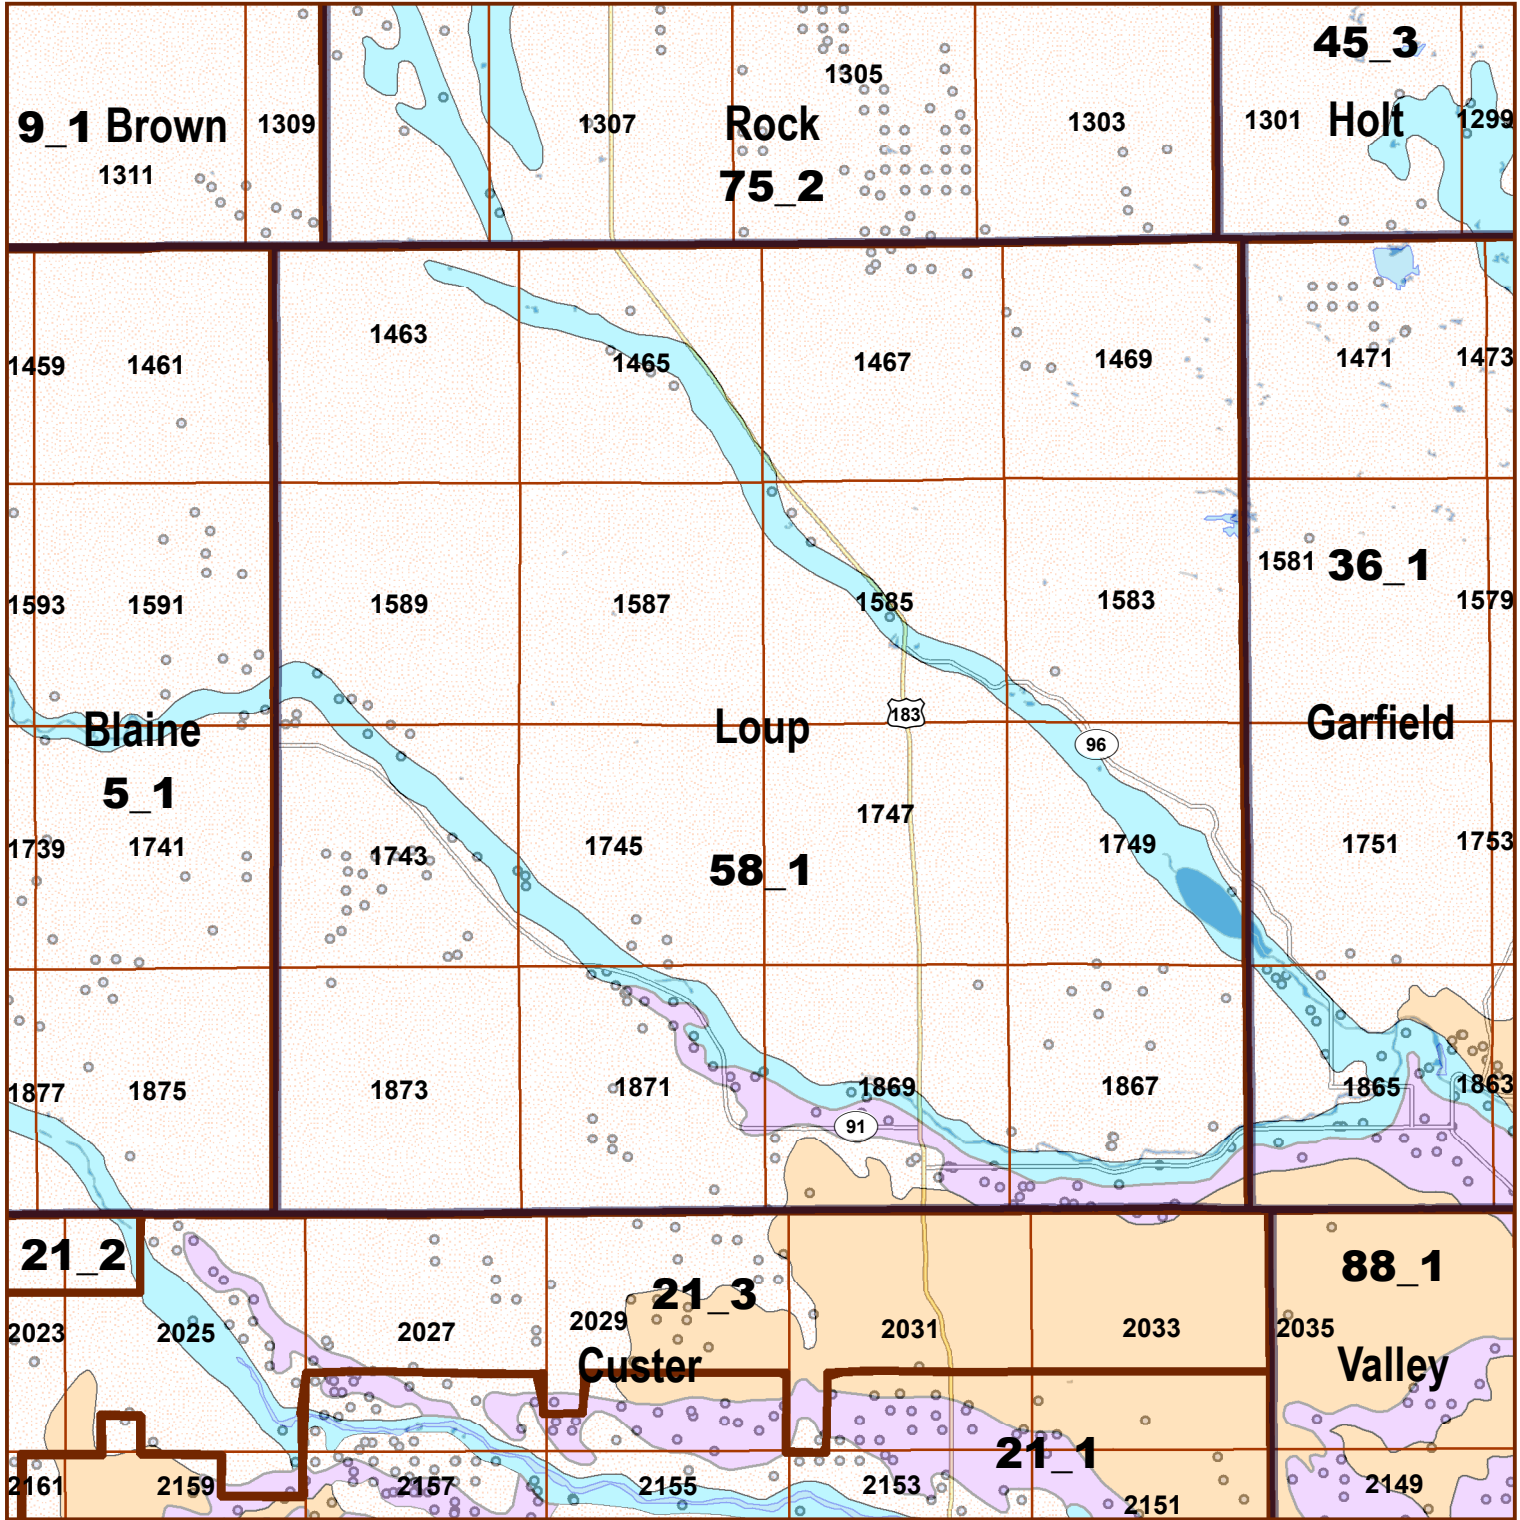 45_3
1305
9_1 Brown 1309 1307 Rock 1303 1301 Holt 1299
1311 75_2
1463
1459 1461 1465 1467 1469 1471 1473
1581 36_1
1593 1591 1589 1587 1585 1583 1579
Blaine Loup 183 Garfield
96
5_1
1747
1739 1741 1743 1745 1749 1751 1753
58_1
1877 1875 1873 1871 1869 1867 1865 1863
91
21_2 88_1
21_3
2023 2025 2027 2029 2031 2033 2035
Custer Valley
21_1
2161 2159 2157 2155 2153 2149
2151